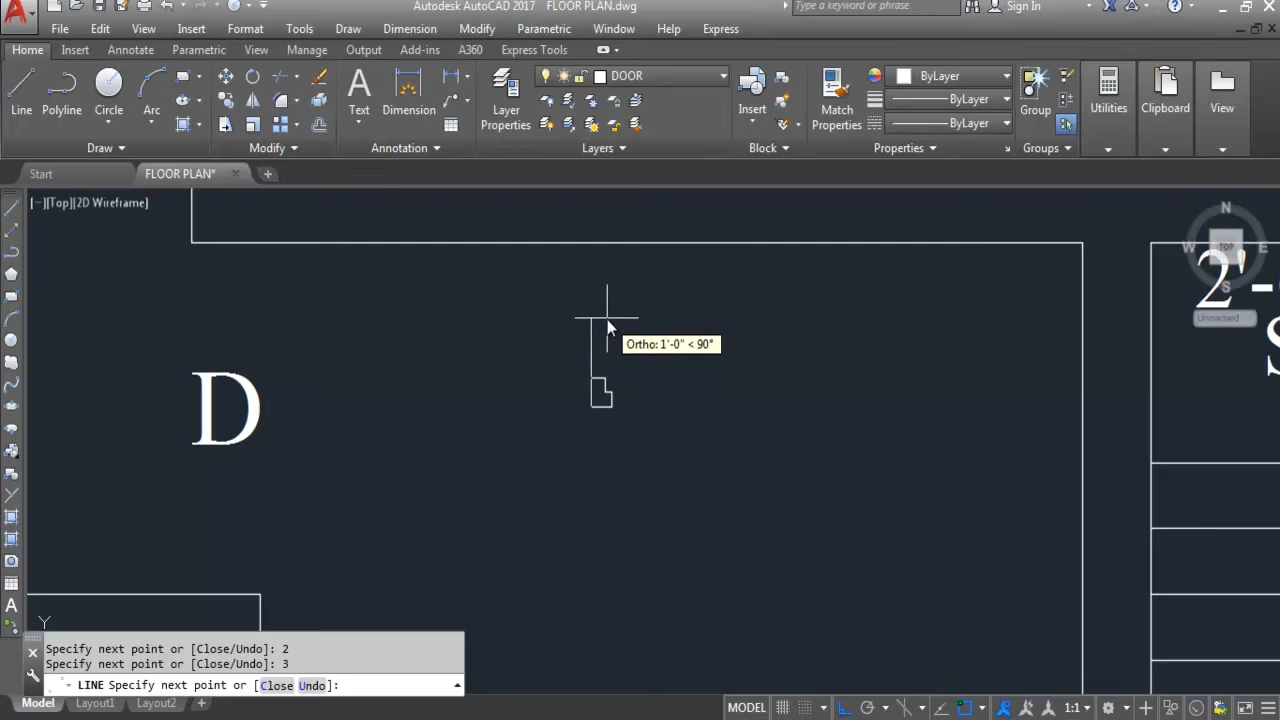 Autodesk AutoCAD 2017 FLOOR PLAN.dwg
Type a keyword or phrase
Sign In
File Edit View Insert Format Tools Draw Dimension Modify Parametric Window Help Express
Home Insert Annotate Parametric View Manage Output Add-ins A360 Express Tools
DOOR
ByLayer
ByLayer
ByLayer
Line Polyline Circle Arc Text Dimension Layer Properties Insert Match Properties Group Utilities Clipboard View
Draw Modify Annotation Layers Block Properties Groups
Start FLOOR PLAN*
[−][Top][2D Wireframe]
N
W TOP E
S
Unnamed
2'-
S
Ortho: 1'-0" < 90°
D
Y
Specify next point or [Close/Undo]: 2
Specify next point or [Close/Undo]: 3
LINE Specify next point or [Close Undo]:
Model Layout1 Layout2 +
MODEL 1:1